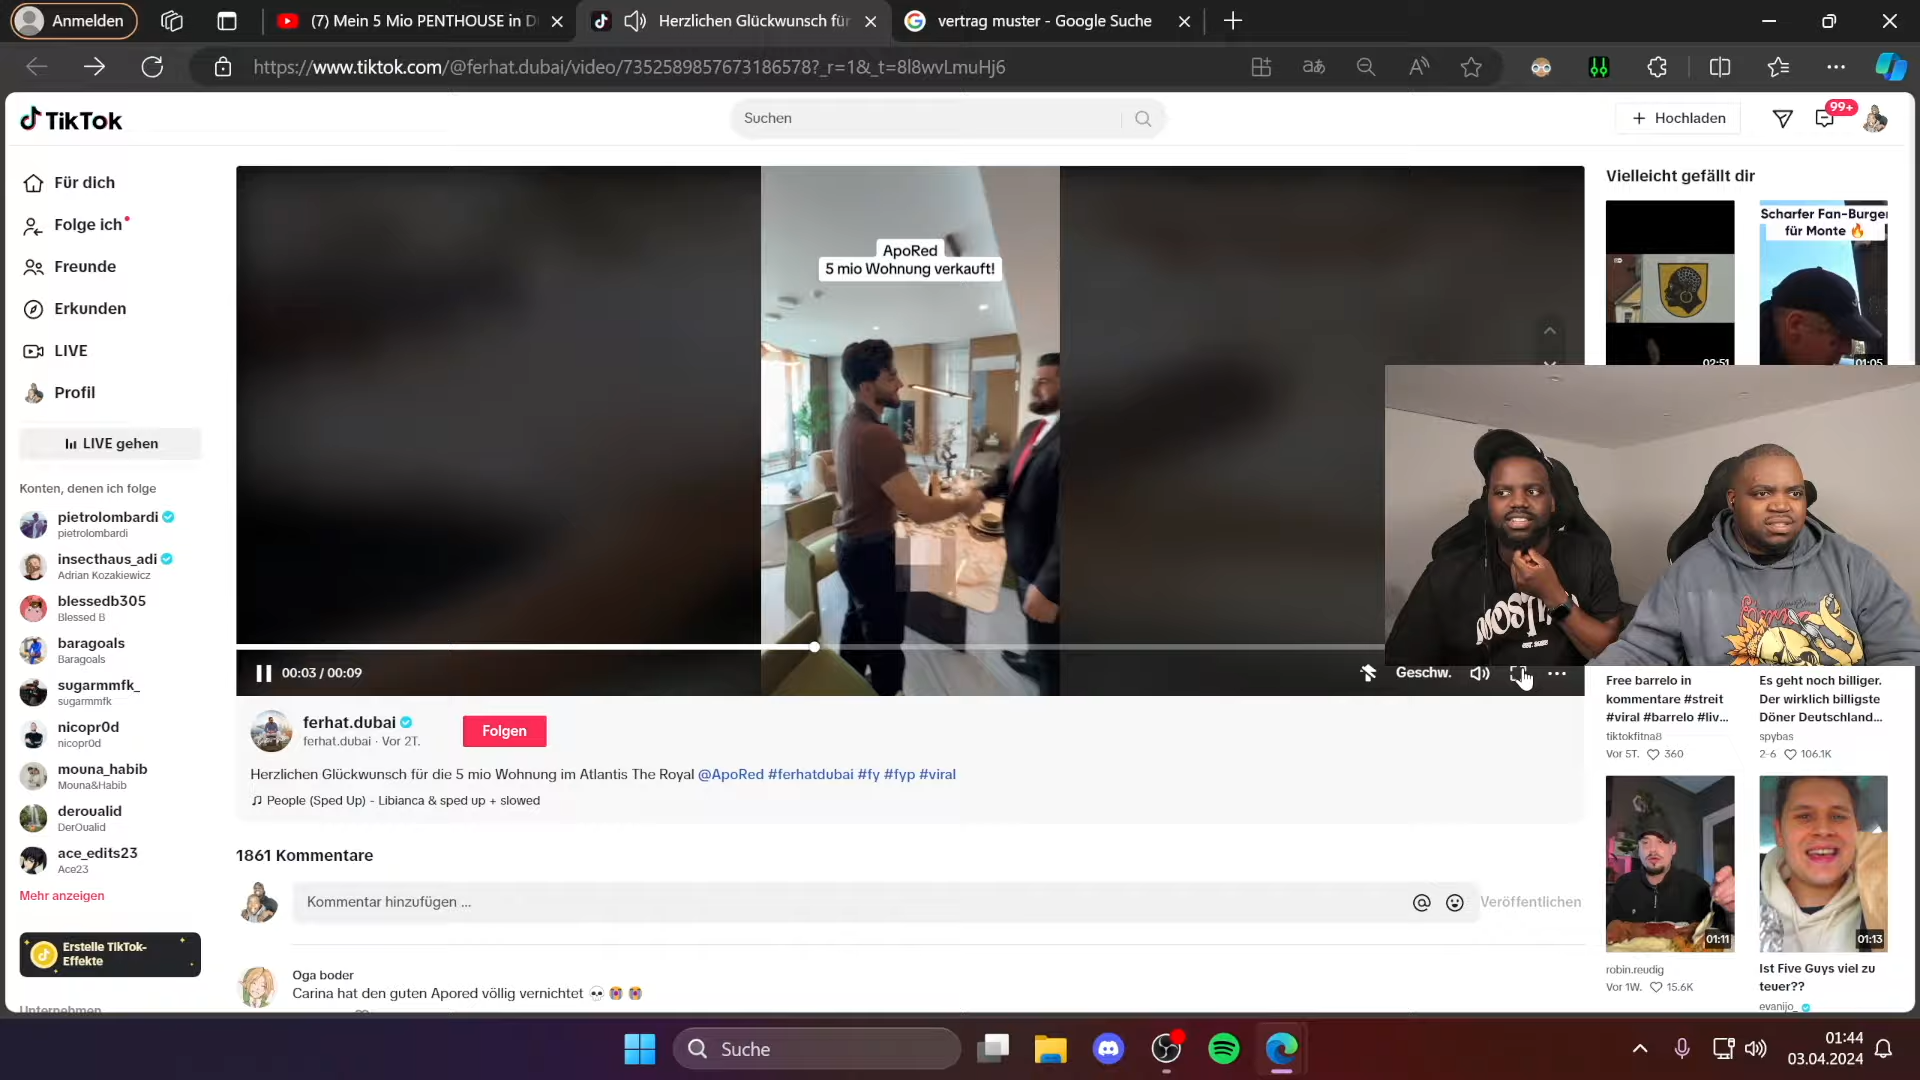 Anmelden
(7) Mein 5 Mio PENTHOUSE in D
Herzlichen Glückwunsch für
vertrag muster - Google Suche
https://www.tiktok.com/@ferhat.dubai/video/7352589857673186578?_r=1&_t=8l8wvLmuHj6
TikTok
Suchen
Hochladen
99+
Für dich
Folge ich
Freunde
Erkunden
LIVE
Profil
LIVE gehen
Konten, denen ich folge
pietrolombardi
pietrolombardi
insecthaus_adi
Adrian Kozakiewicz
blessedb305
Blessed B
baragoals
Baragoals
sugarmmfk_
sugarmmfk
nicopr0d
nicopr0d
mouna_habib
Mouna&Habib
deroualid
DerOualid
ace_edits23
Ace23
Mehr anzeigen
Erstelle TikTok-
Effekte
Unternehmen
ApoRed
5 mio Wohnung verkauft!
00:03 / 00:09
Geschw.
ferhat.dubai
ferhat.dubai · Vor 2T.
Folgen
Herzlichen Glückwunsch für die 5 mio Wohnung im Atlantis The Royal @ApoRed #ferhatdubai #fy #fyp #viral
People (Sped Up) - Libianca & sped up + slowed
1861 Kommentare
Kommentar hinzufügen ...
Veröffentlichen
Oga boder
Carina hat den guten Apored völlig vernichtet
Vielleicht gefällt dir
02:51
Scharfer Fan-Burger
für Monte
01:05
Free barrelo in
kommentare #streit
#viral #barrelo #liv...
tiktokfitna8
Vor 5T. 360
Es geht noch billiger.
Der wirklich billigste
Döner Deutschland...
spybas
2-6 106.1K
01:11
robin.reudig
Vor 1W. 15.6K
01:13
Ist Five Guys viel zu
teuer??
evanijo_
Suche
01:44
03.04.2024